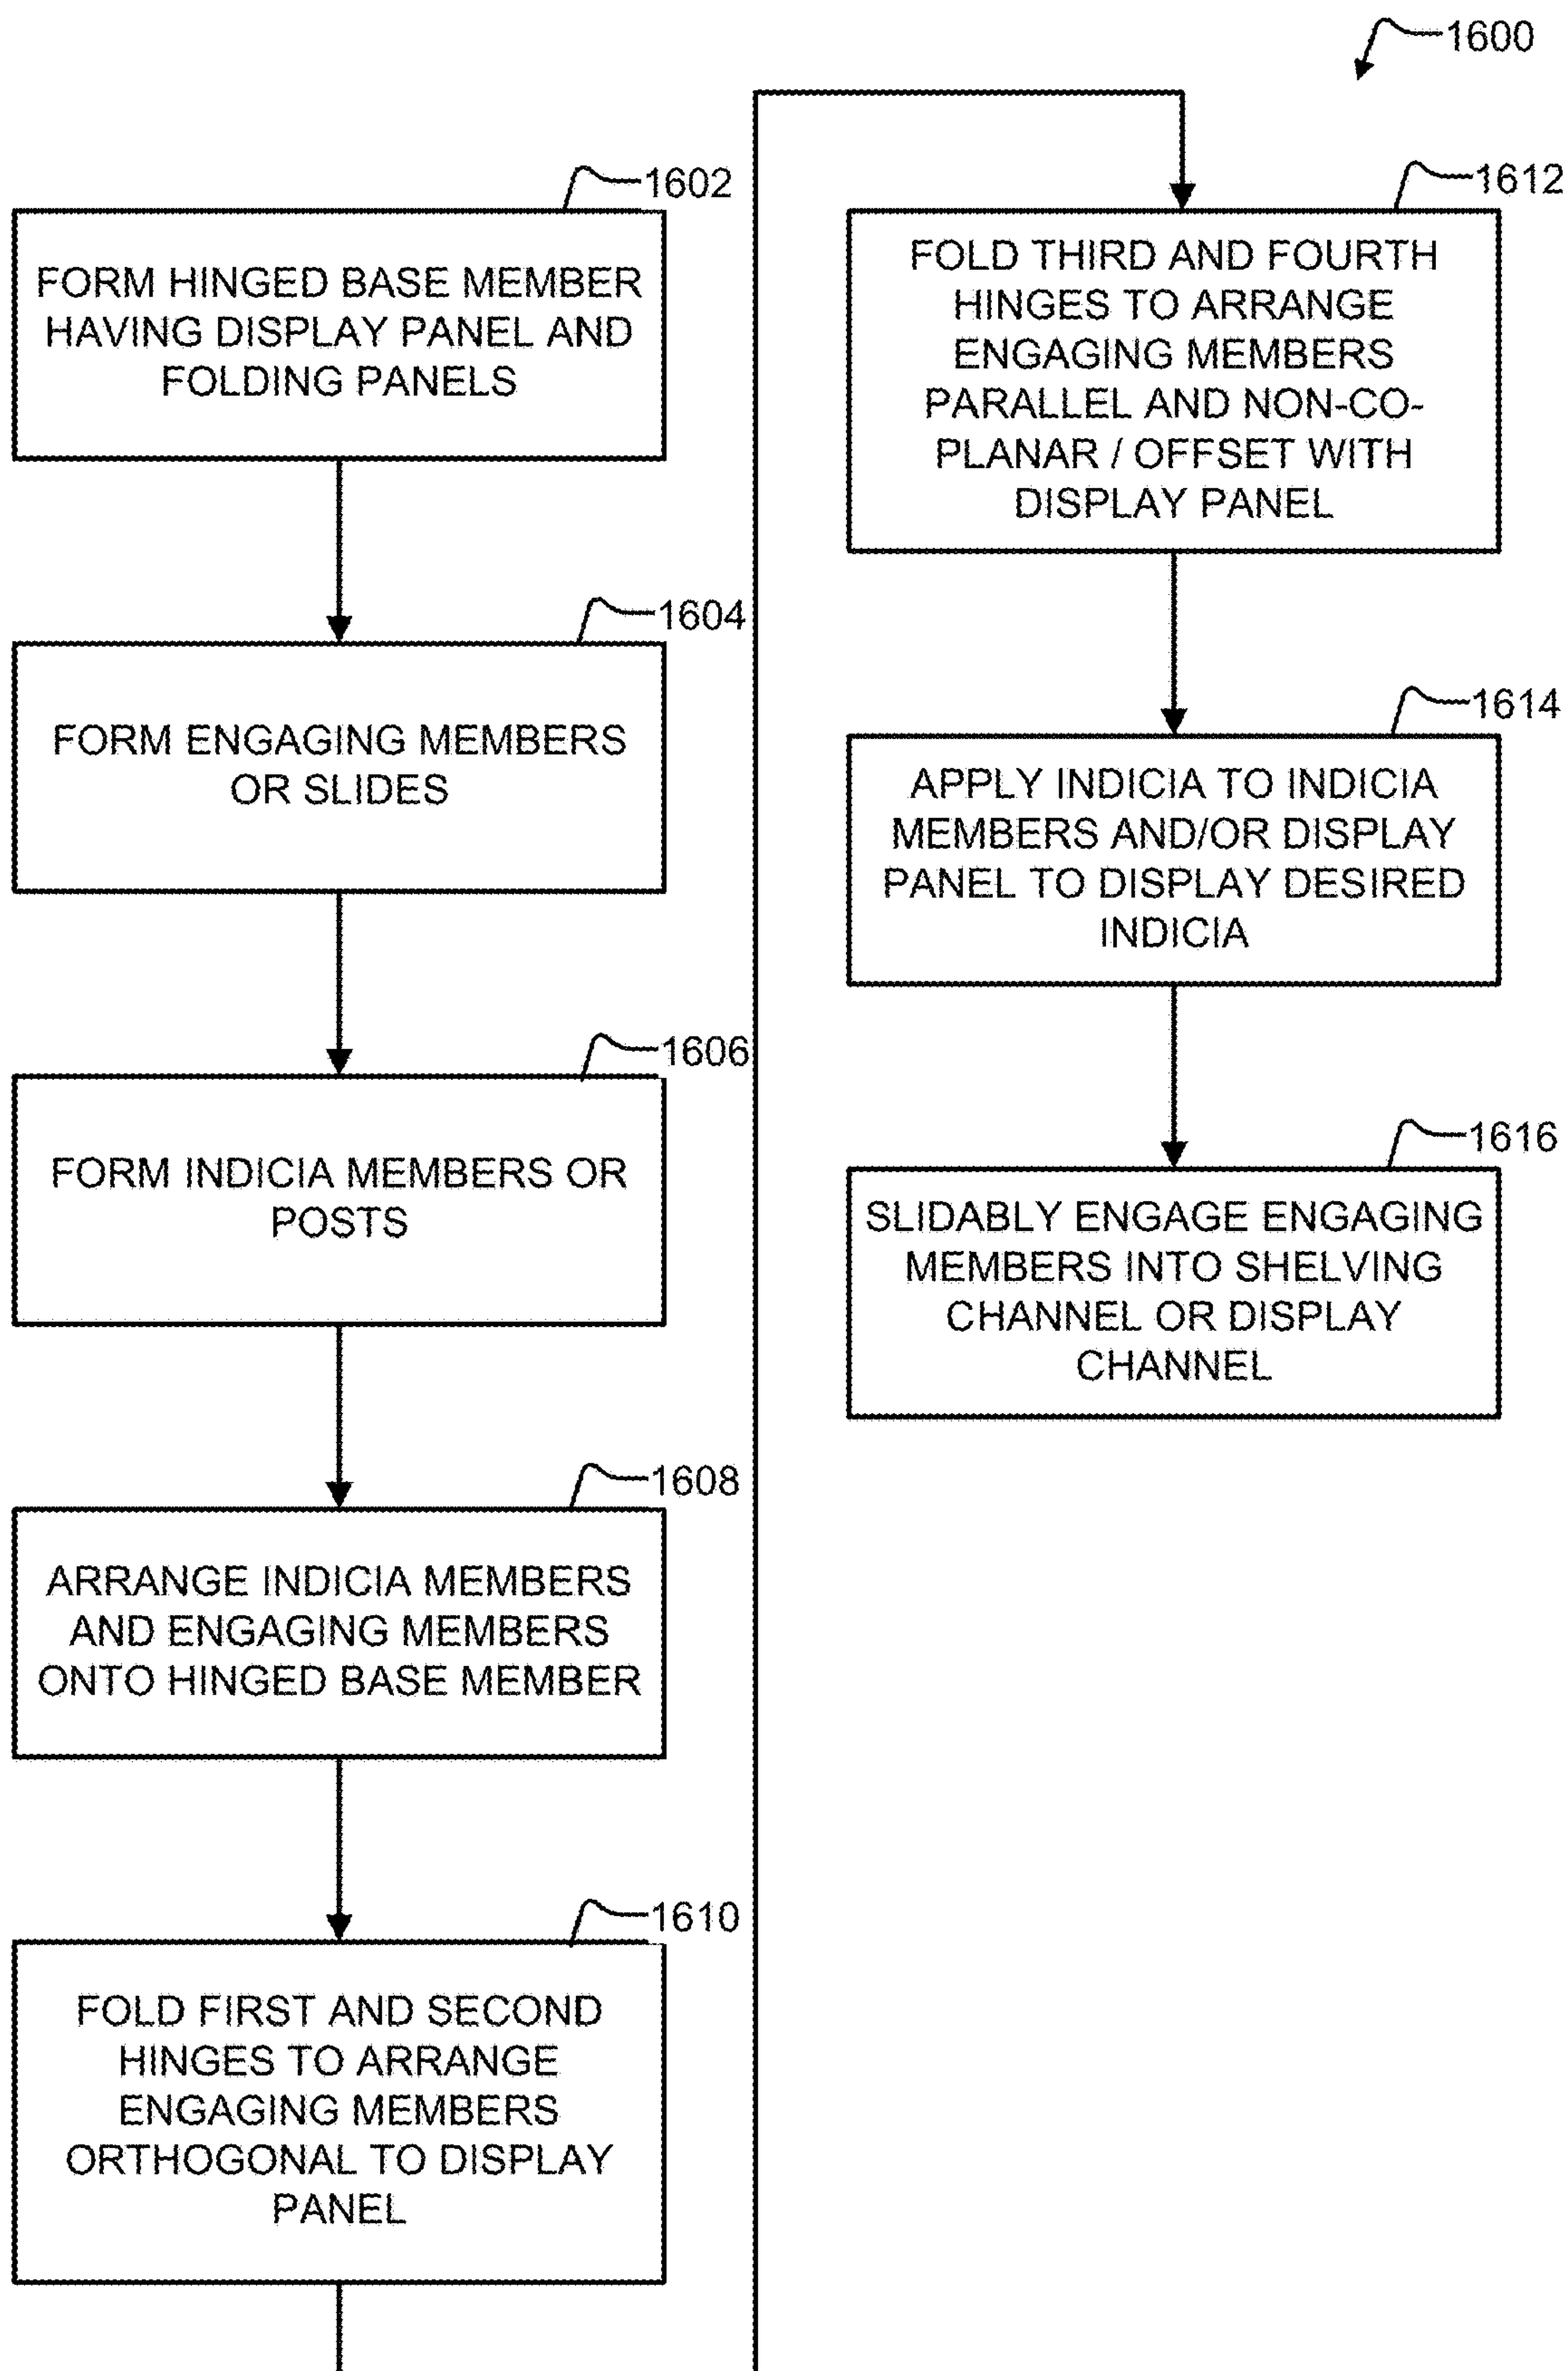 1600
1602
FORM HINGED BASE MEMBER
HAVING DISPLAY PANEL AND
FOLDING PANELS
1604
FORM ENGAGING MEMBERS
OR SLIDES
1606
FORM INDICIA MEMBERS OR
POSTS
1608
ARRANGE INDICIA MEMBERS
AND ENGAGING MEMBERS
ONTO HINGED BASE MEMBER
1610
FOLD FIRST AND SECOND
HINGES TO ARRANGE
ENGAGING MEMBERS
ORTHOGONAL TO DISPLAY
PANEL
1612
FOLD THIRD AND FOURTH
HINGES TO ARRANGE
ENGAGING MEMBERS
PARALLEL AND NON-CO-
PLANAR / OFFSET WITH
DISPLAY PANEL
1614
APPLY INDICIA TO INDICIA
MEMBERS AND/OR DISPLAY
PANEL TO DISPLAY DESIRED
INDICIA
1616
SLIDABLY ENGAGE ENGAGING
MEMBERS INTO SHELVING
CHANNEL OR DISPLAY
CHANNEL